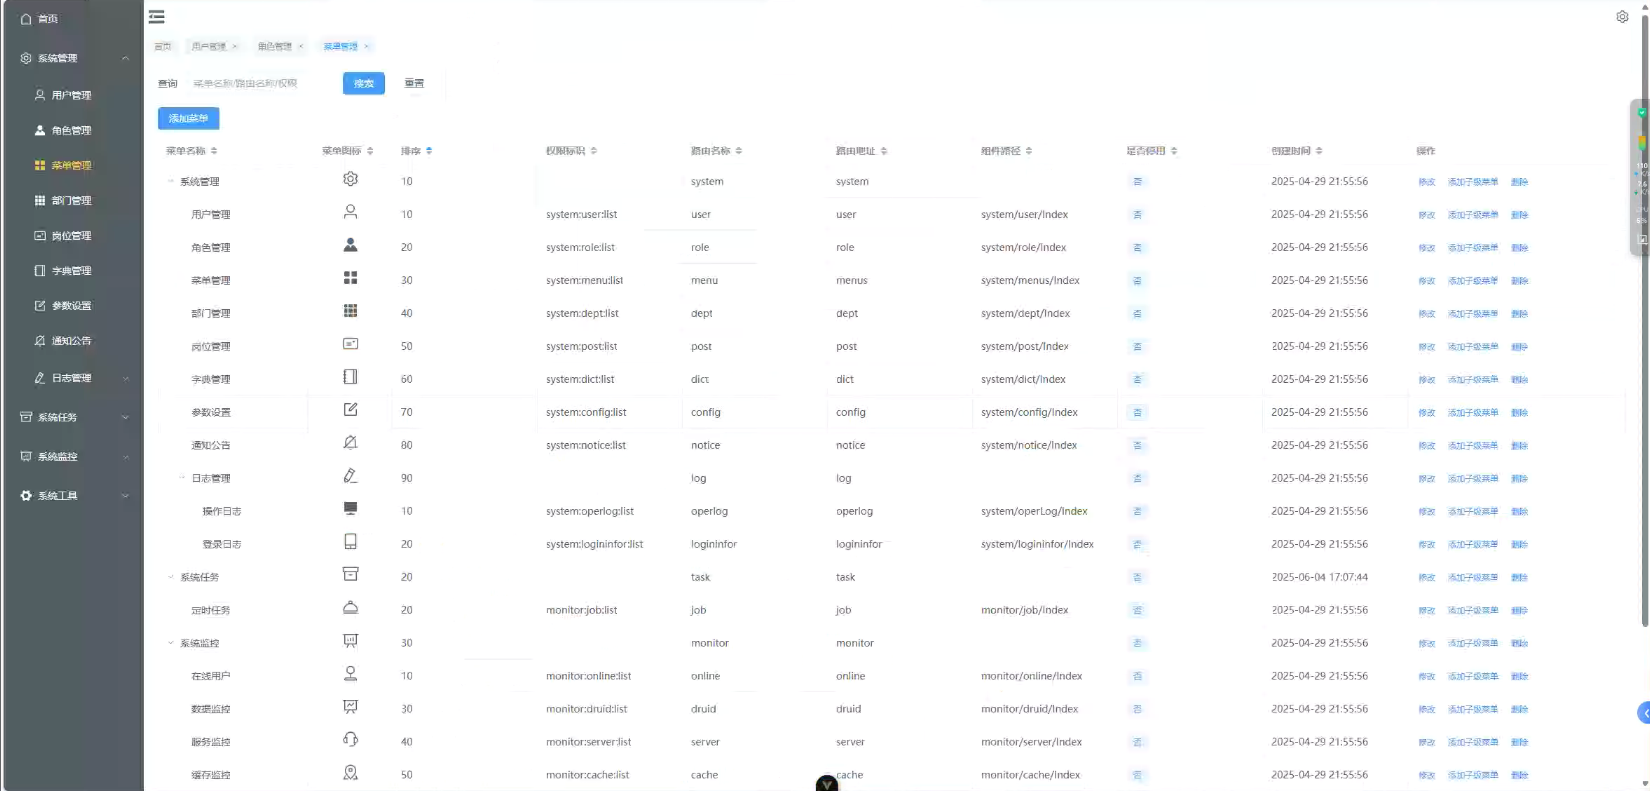 首页
系统管理
用户管理
角色管理
菜单管理
部门管理
岗位管理
字典管理
参数设置
通知公告
日志管理
系统任务
系统监控
系统工具
首页 用户管理 × 角色管理 × 菜单管理 ×
查询 菜单名称/路由名称/权限 搜索 重置
添加菜单
菜单名称 菜单图标 排序 权限标识 路由名称 路由地址 组件路径 是否停用 创建时间 操作
系统管理 10 system system 否 2025-04-29 21:55:56 修改 添加子级菜单 删除
用户管理 10 system:user:list user user system/user/Index 否 2025-04-29 21:55:56 修改 添加子级菜单 删除
角色管理 20 system:role:list role role system/role/Index 否 2025-04-29 21:55:56 修改 添加子级菜单 删除
菜单管理 30 system:menu:list menu menus system/menus/Index 否 2025-04-29 21:55:56 修改 添加子级菜单 删除
部门管理 40 system:dept:list dept dept system/dept/Index 否 2025-04-29 21:55:56 修改 添加子级菜单 删除
岗位管理 50 system:post:list post post system/post/Index 否 2025-04-29 21:55:56 修改 添加子级菜单 删除
字典管理 60 system:dict:list dict dict system/dict/Index 否 2025-04-29 21:55:56 修改 添加子级菜单 删除
参数设置 70 system:config:list config config system/config/Index 否 2025-04-29 21:55:56 修改 添加子级菜单 删除
通知公告 80 system:notice:list notice notice system/notice/Index 否 2025-04-29 21:55:56 修改 添加子级菜单 删除
日志管理 90 log log 否 2025-04-29 21:55:56 修改 添加子级菜单 删除
操作日志 10 system:operlog:list operlog operlog system/operLog/Index 否 2025-04-29 21:55:56 修改 添加子级菜单 删除
登录日志 20 system:logininfor:list logininfor logininfor system/logininfor/Index 否 2025-04-29 21:55:56 修改 添加子级菜单 删除
系统任务 20 task task 否 2025-06-04 17:07:44 修改 添加子级菜单 删除
定时任务 20 monitor:job:list job job monitor/job/Index 否 2025-04-29 21:55:56 修改 添加子级菜单 删除
系统监控 30 monitor monitor 否 2025-04-29 21:55:56 修改 添加子级菜单 删除
在线用户 10 monitor:online:list online online monitor/online/Index 否 2025-04-29 21:55:56 修改 添加子级菜单 删除
数据监控 30 monitor:druid:list druid druid monitor/druid/Index 否 2025-04-29 21:55:56 修改 添加子级菜单 删除
服务监控 40 monitor:server:list server server monitor/server/Index 否 2025-04-29 21:55:56 修改 添加子级菜单 删除
缓存监控 50 monitor:cache:list cache cache monitor/cache/Index 否 2025-04-29 21:55:56 修改 添加子级菜单 删除